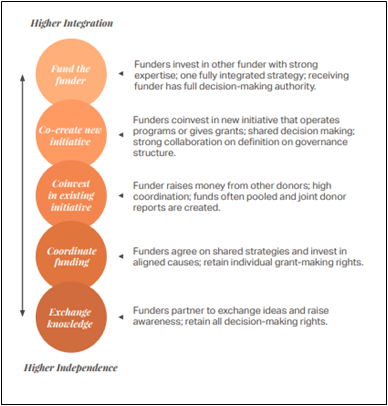 Higher Integration
Fund the
funder
Funders invest in other funder with strong
expertise; one fully integrated strategy; receiving
funder has full decision-making authority.
Co-create new
initiative
Funders coinvest in new initiative that operates
programs or gives grants; shared decision making;
strong collaboration on definition on governance
structure.
Coinvest
in existing
initiative
Funder raises money from other donors; high
coordination; funds often pooled and joint donor
reports are created.
Coordinate
funding
Funders agree on shared strategies and invest in
aligned causes; retain individual grant-making rights.
Exchange
knowledge
Funders partner to exchange ideas and raise
awareness; retain all decision-making rights.
Higher Independence